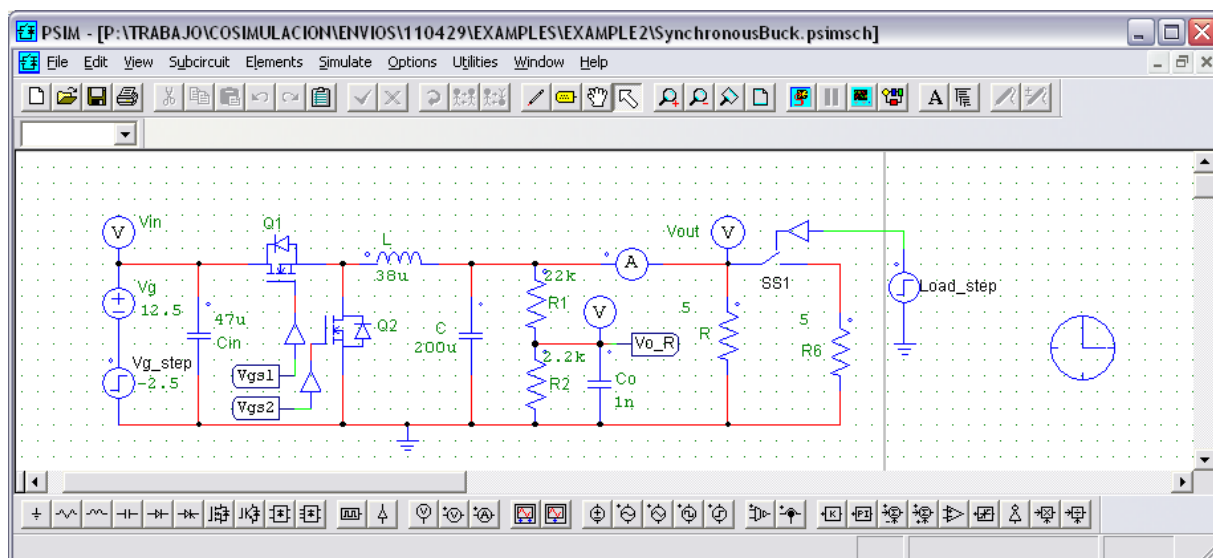 PSIM - [P:\TRABAJO\COSIMULACION\ENVIOS\110429\EXAMPLES\EXAMPLE2\SynchronousBuck.psimsch]
File Edit View Subcircuit Elements Simulate Options Utilities Window Help
A
Vin
V
Q1
L
38u
Vout
V
A
SS1
Load_step
Vg
12.5
47u
Cin
Q2
C
200u
22k
R1
V
Vo_R
.5
R
5
R6
Vg_step
-2.5
Vgs1
Vgs2
2.2k
R2
Co
1n
V
V
A
K
PI